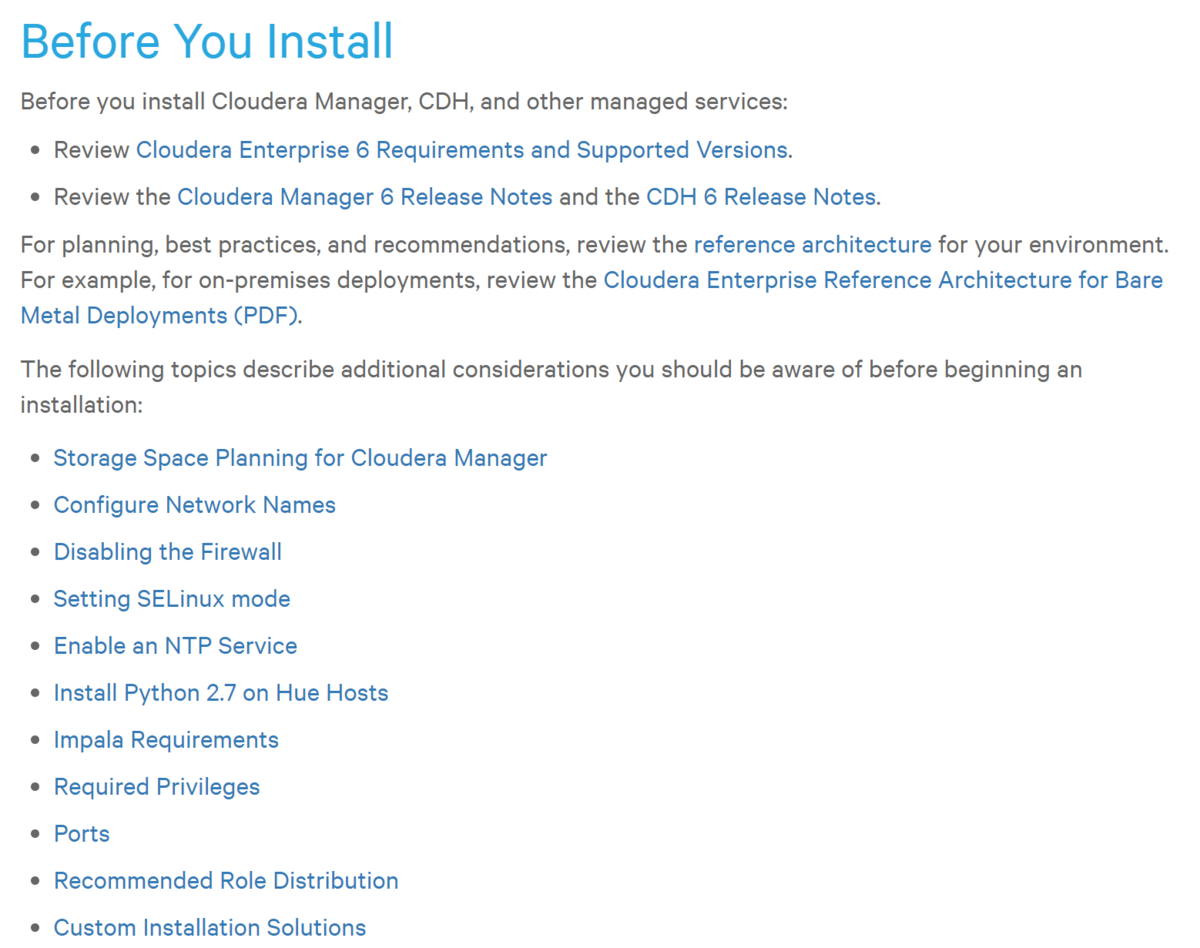 Before You Install
Before you install Cloudera Manager, CDH, and other managed services:
• Review Cloudera Enterprise 6 Requirements and Supported Versions.
• Review the Cloudera Manager 6 Release Notes and the CDH 6 Release Notes.
For planning, best practices, and recommendations, review the reference architecture for your environment.
For example, for on-premises deployments, review the Cloudera Enterprise Reference Architecture for Bare
Metal Deployments (PDF).
The following topics describe additional considerations you should be aware of before beginning an
installation:
• Storage Space Planning for Cloudera Manager
• Configure Network Names
• Disabling the Firewall
• Setting SELinux mode
• Enable an NTP Service
• Install Python 2.7 on Hue Hosts
• Impala Requirements
• Required Privileges
• Ports
• Recommended Role Distribution
• Custom Installation Solutions